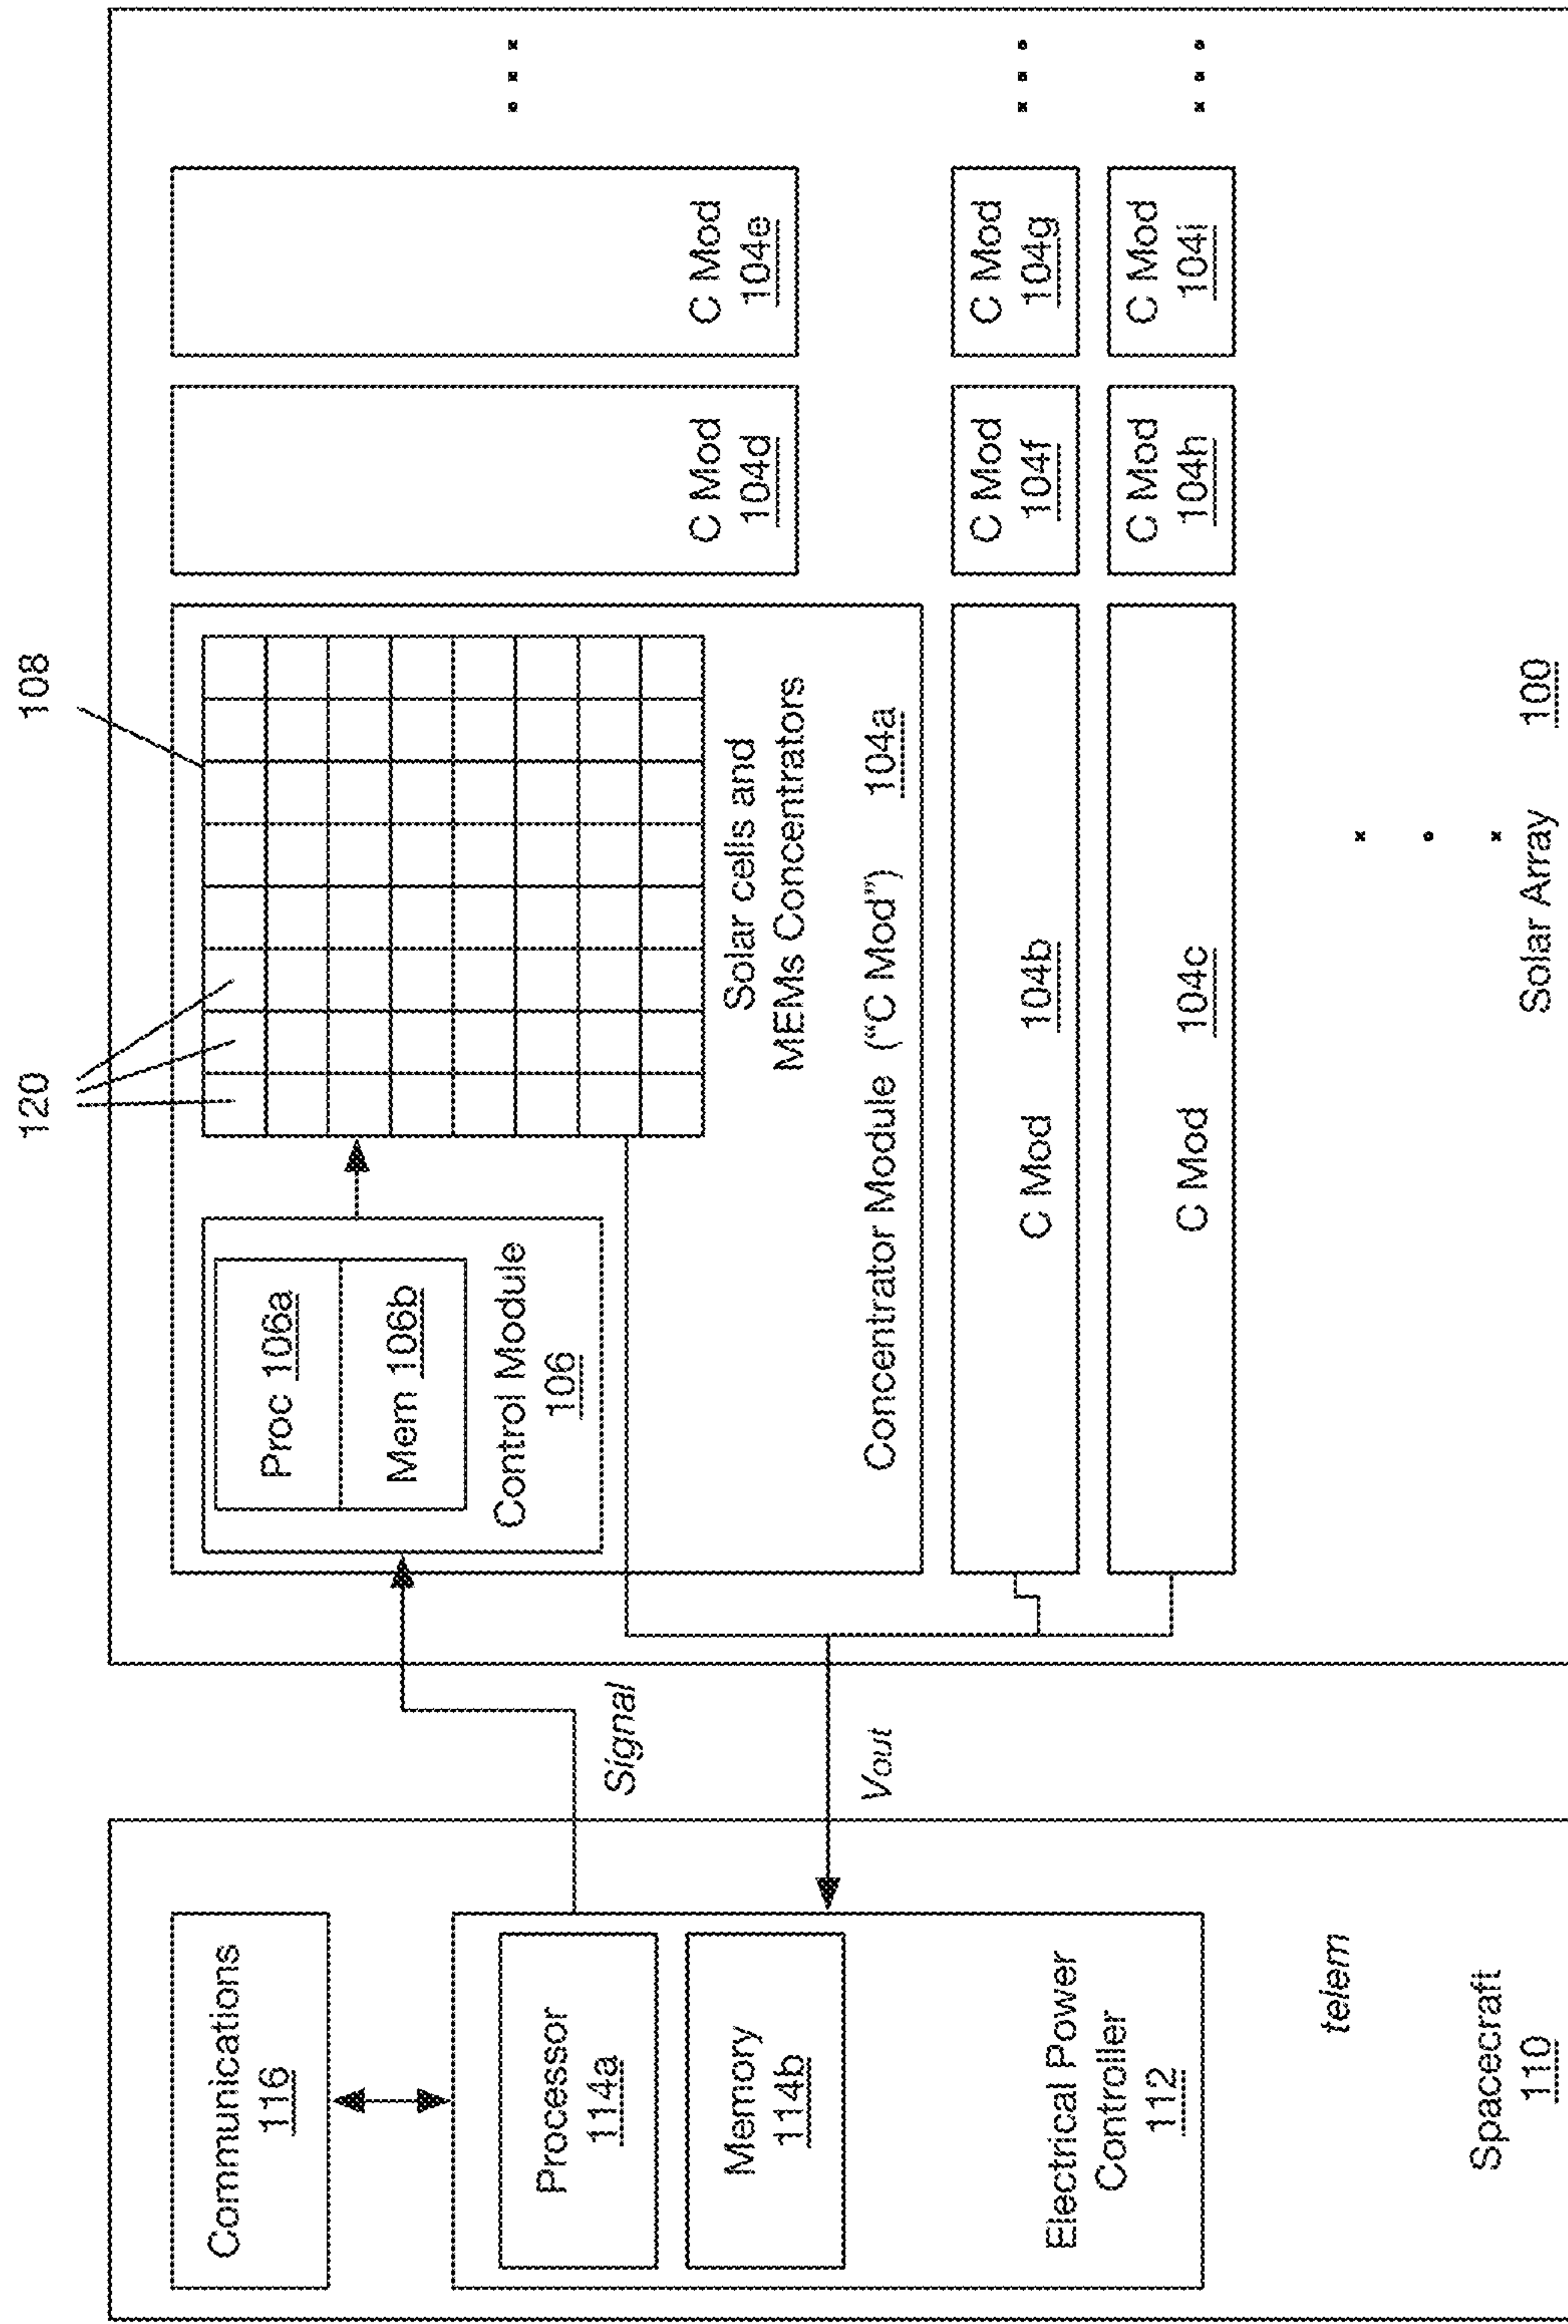 Communications
116
Processor
114a
Memory
114b
Electrical Power
Controller
112
telem
Spacecraft
110
Signal
Vout
120
108
Proc 106a
Mem 106b
Control Module
106
Solar cells and
MEMs Concentrators
Concentrator Module ("C Mod") 104a
C Mod 104b
C Mod 104c
C Mod
104d
C Mod
104e
C Mod
104f
C Mod
104g
C Mod
104h
C Mod
104i
Solar Array 100